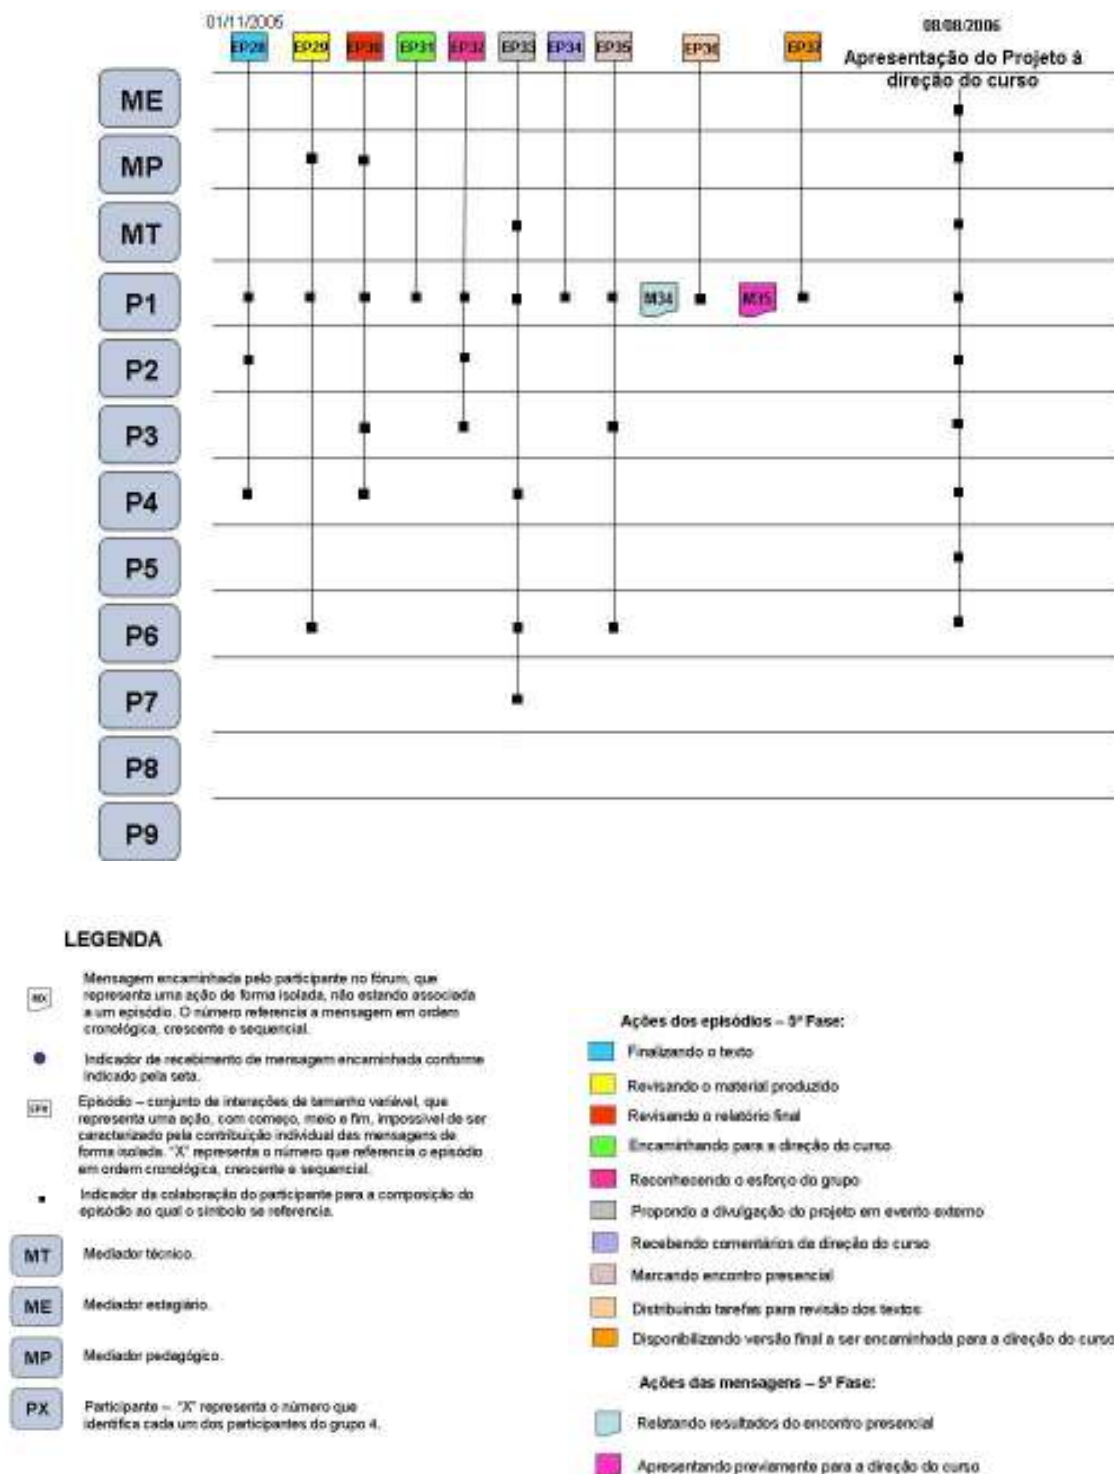 01/11/2005
08/08/2006
EP28 EP29 EP30 EP31 EP32 EP33 EP34 EP35 EP36 EP37
Apresentação do Projeto à
direção do curso
ME
MP
MT
P1
M34 M35
P2
P3
P4
P5
P6
P7
P8
P9
LEGENDA
Mensagem encaminhada pelo participante no fórum, que
representa uma ação de forma isolada, não estando associada
a um episódio. O número referencia a mensagem em ordem
cronológica, crescente e sequencial.
MX
Indicador de recebimento de mensagem encaminhada conforme
indicado pela seta.
Episódio – conjunto de interações de tamanho variável, que
representa uma ação, com começo, meio e fim, impossível de ser
caracterizado pela contribuição individual das mensagens de
forma isolada. "X" representa o número que referencia o episódio
em ordem cronológica, crescente e sequencial.
Indicador da colaboração do participante para a composição do
episódio ao qual o símbolo se referencia.
MT Mediador técnico.
ME Mediador estagiário.
MP Mediador pedagógico.
PX Participante – "X" representa o número que
identifica cada um dos participantes do grupo 4.
Ações dos episódios – 5ª Fase:
Finalizando o texto
Revisando o material produzido
Revisando o relatório final
Encaminhando para a direção do curso
Reconhecendo o esforço do grupo
Propondo a divulgação do projeto em evento externo
Recebendo comentários da direção do curso
Marcando encontro presencial
Distribuindo tarefas para revisão dos textos
Disponibilizando versão final a ser encaminhada para a direção do curso
Ações das mensagens – 5ª Fase:
Relatando resultados do encontro presencial
Apresentando previamente para a direção do curso